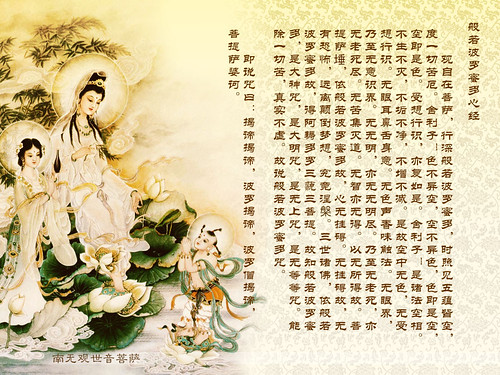 般若波罗蜜多心经
观自在菩萨，行深般若波罗蜜多，时照见五蕴皆空，
度一切苦厄。舍利子！色不异空，空不异色，色即是空，
空即是色。受想行识，亦复如是。舍利子，是诸法空相。
不生不灭，不垢不净，不增不减。是故空中无色，无受
想行识。无眼耳鼻舌身意。无色声香味触法。无眼界，
乃至无意识界。无无明，亦无无明尽。乃至无老死，亦
无老死尽。无苦集灭道。无智亦无得。以无所得故。菩
提萨埵，依般若波罗蜜多故，心无挂碍。无挂碍故，无
有恐怖，远离颠倒梦想，究竟涅槃。三世诸佛，依般若
波罗蜜多故，得阿耨多罗三藐三菩提。故知般若波罗蜜
多，是大神咒，是大明咒，是无上咒，是无等等咒。能
除一切苦，真实不虚。故说般若波罗蜜多咒。
即说咒曰：揭谛揭谛，波罗揭谛，波罗僧揭谛，
菩提萨婆诃。
南无观世音菩萨